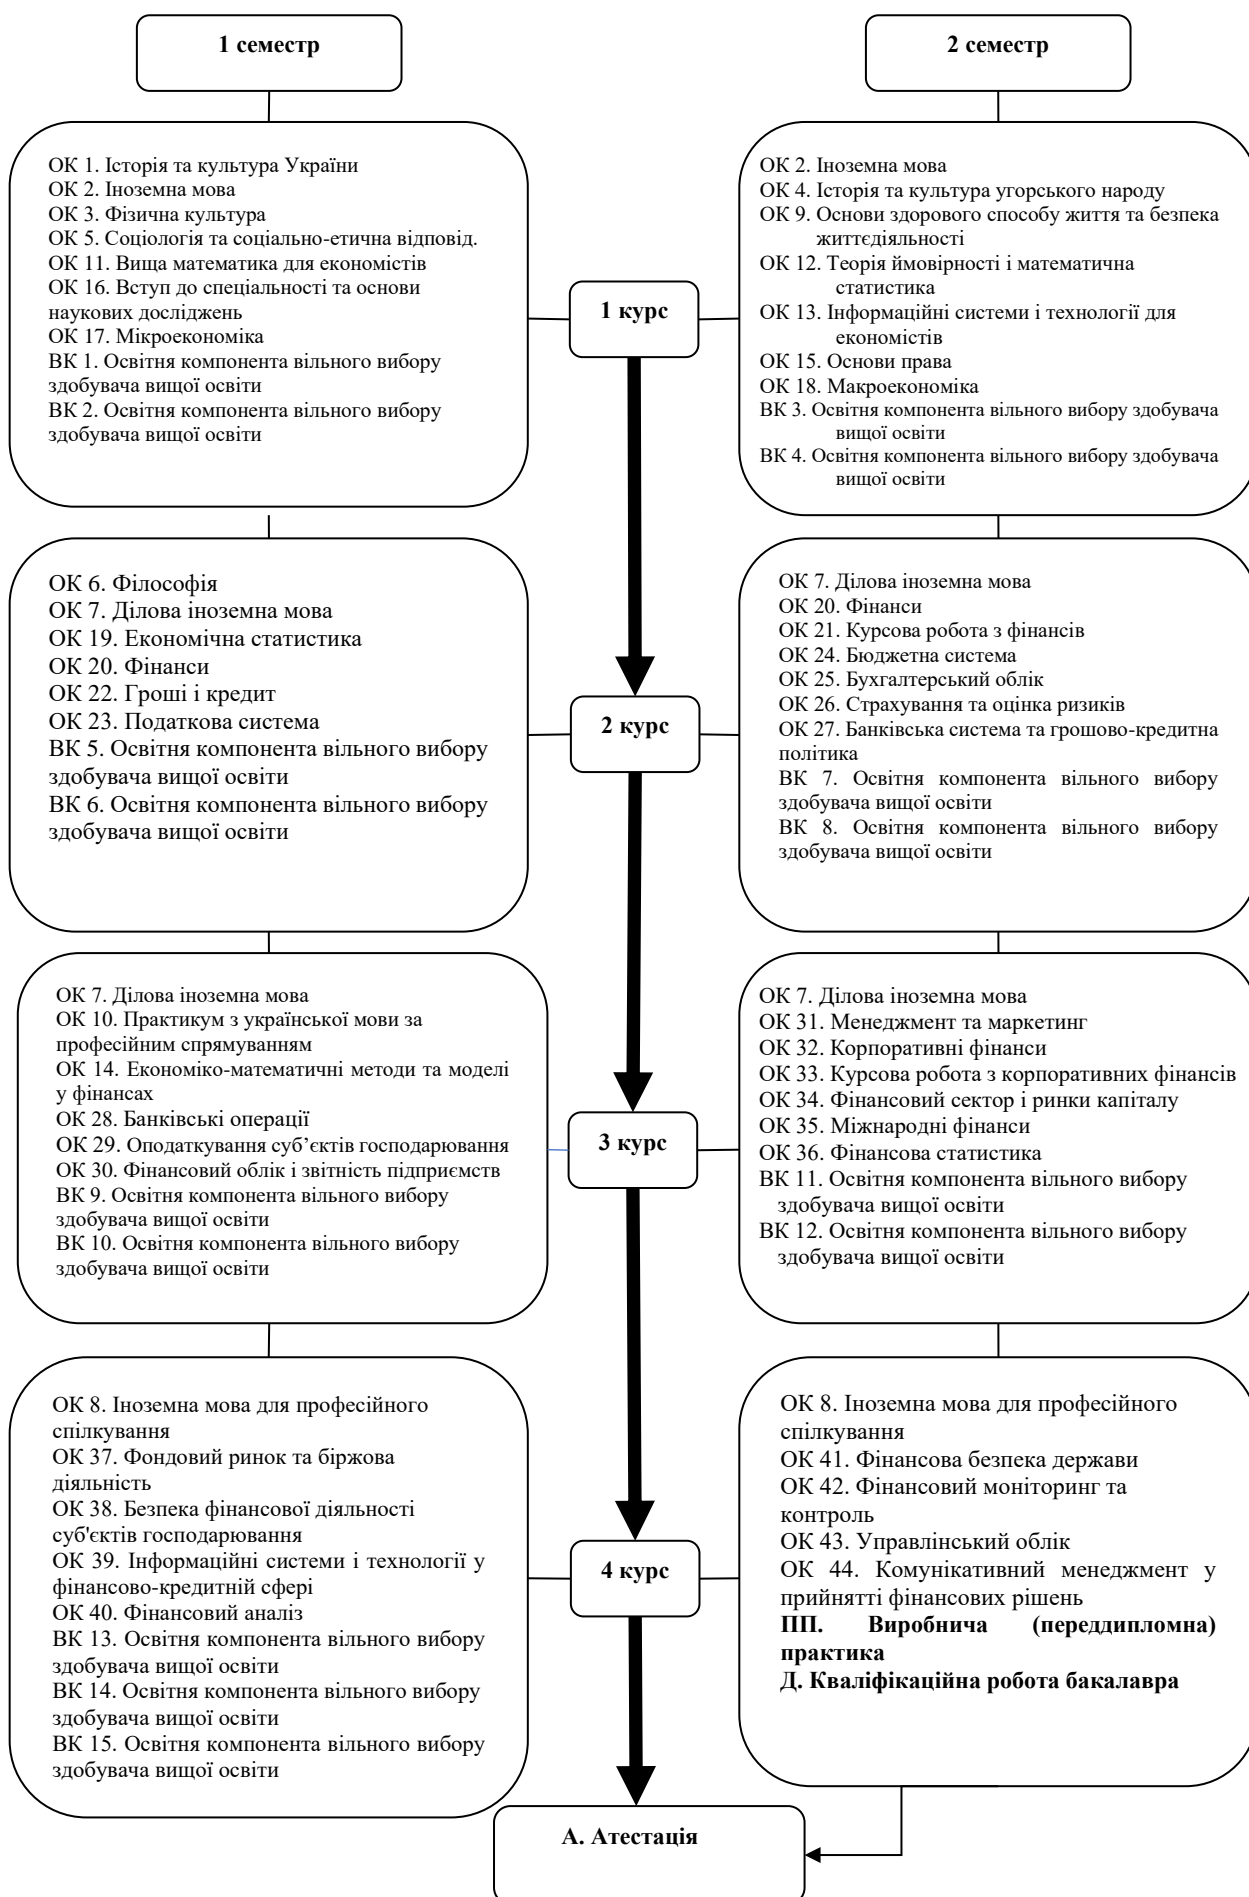 1 семестр
2 семестр
ОК 1. Історія та культура України
ОК 2. Іноземна мова
ОК 3. Фізична культура
ОК 5. Соціологія та соціально-етична відповід.
ОК 11. Вища математика для економістів
ОК 16. Вступ до спеціальності та основи
наукових досліджень
ОК 17. Мікроекономіка
ВК 1. Освітня компонента вільного вибору
здобувача вищої освіти
ВК 2. Освітня компонента вільного вибору
здобувача вищої освіти
1 курс
ОК 2. Іноземна мова
ОК 4. Історія та культура угорського народу
ОК 9. Основи здорового способу життя та безпека
життєдіяльності
ОК 12. Теорія ймовірності і математична
статистика
ОК 13. Інформаційні системи і технології для
економістів
ОК 15. Основи права
ОК 18. Макроекономіка
ВК 3. Освітня компонента вільного вибору здобувача
вищої освіти
ВК 4. Освітня компонента вільного вибору здобувача
вищої освіти
ОК 6. Філософія
ОК 7. Ділова іноземна мова
ОК 19. Економічна статистика
ОК 20. Фінанси
ОК 22. Гроші і кредит
ОК 23. Податкова система
ВК 5. Освітня компонента вільного вибору
здобувача вищої освіти
ВК 6. Освітня компонента вільного вибору
здобувача вищої освіти
2 курс
ОК 7. Ділова іноземна мова
ОК 20. Фінанси
ОК 21. Курсова робота з фінансів
ОК 24. Бюджетна система
ОК 25. Бухгалтерський облік
ОК 26. Страхування та оцінка ризиків
ОК 27. Банківська система та грошово-кредитна
політика
ВК 7. Освітня компонента вільного вибору
здобувача вищої освіти
ВК 8. Освітня компонента вільного вибору
здобувача вищої освіти
ОК 7. Ділова іноземна мова
ОК 10. Практикум з української мови за
професійним спрямуванням
ОК 14. Економіко-математичні методи та моделі
у фінансах
ОК 28. Банківські операції
ОК 29. Оподаткування суб’єктів господарювання
ОК 30. Фінансовий облік і звітність підприємств
ВК 9. Освітня компонента вільного вибору
здобувача вищої освіти
ВК 10. Освітня компонента вільного вибору
здобувача вищої освіти
3 курс
ОК 7. Ділова іноземна мова
ОК 31. Менеджмент та маркетинг
ОК 32. Корпоративні фінанси
ОК 33. Курсова робота з корпоративних фінансів
ОК 34. Фінансовий сектор і ринки капіталу
ОК 35. Міжнародні фінанси
ОК 36. Фінансова статистика
ВК 11. Освітня компонента вільного вибору
здобувача вищої освіти
ВК 12. Освітня компонента вільного вибору
здобувача вищої освіти
ОК 8. Іноземна мова для професійного
спілкування
ОК 37. Фондовий ринок та біржова
діяльність
ОК 38. Безпека фінансової діяльності
суб'єктів господарювання
ОК 39. Інформаційні системи і технології у
фінансово-кредитній сфері
ОК 40. Фінансовий аналіз
ВК 13. Освітня компонента вільного вибору
здобувача вищої освіти
ВК 14. Освітня компонента вільного вибору
здобувача вищої освіти
ВК 15. Освітня компонента вільного вибору
здобувача вищої освіти
4 курс
ОК 8. Іноземна мова для професійного
спілкування
ОК 41. Фінансова безпека держави
ОК 42. Фінансовий моніторинг та
контроль
ОК 43. Управлінський облік
ОК 44. Комунікативний менеджмент у
прийнятті фінансових рішень
ПП. Виробнича (переддипломна)
практика
Д. Кваліфікаційна робота бакалавра
А. Атестація